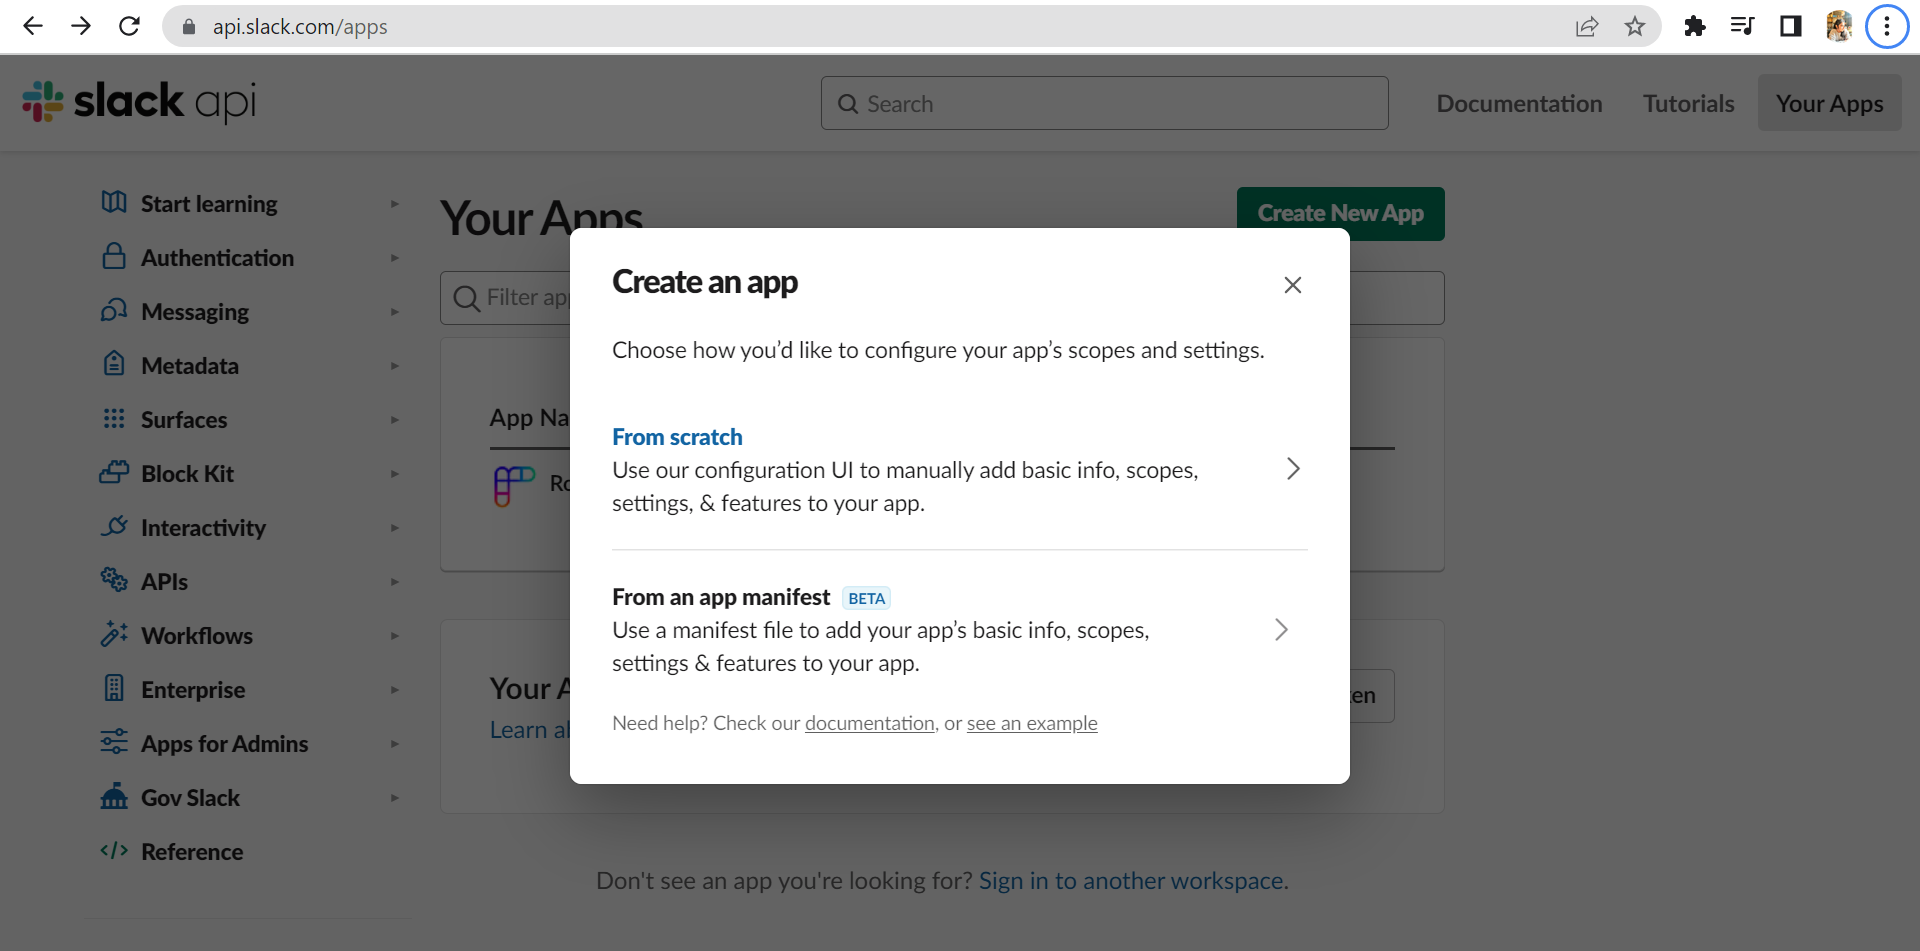 api.slack.com/apps
slack api
Search
Documentation
Tutorials
Your Apps
Start learning
Authentication
Messaging
Metadata
Surfaces
Block Kit
Interactivity
APIs
Workflows
Enterprise
Apps for Admins
Gov Slack
Reference
Your Apps
Create New App
Filter ap
App Na
Ro
Your A
Learn al
en
Create an app
Choose how you’d like to configure your app’s scopes and settings.
From scratch
Use our configuration UI to manually add basic info, scopes,
settings, & features to your app.
From an app manifest BETA
Use a manifest file to add your app’s basic info, scopes,
settings & features to your app.
Need help? Check our documentation, or see an example
Don't see an app you're looking for? Sign in to another workspace.